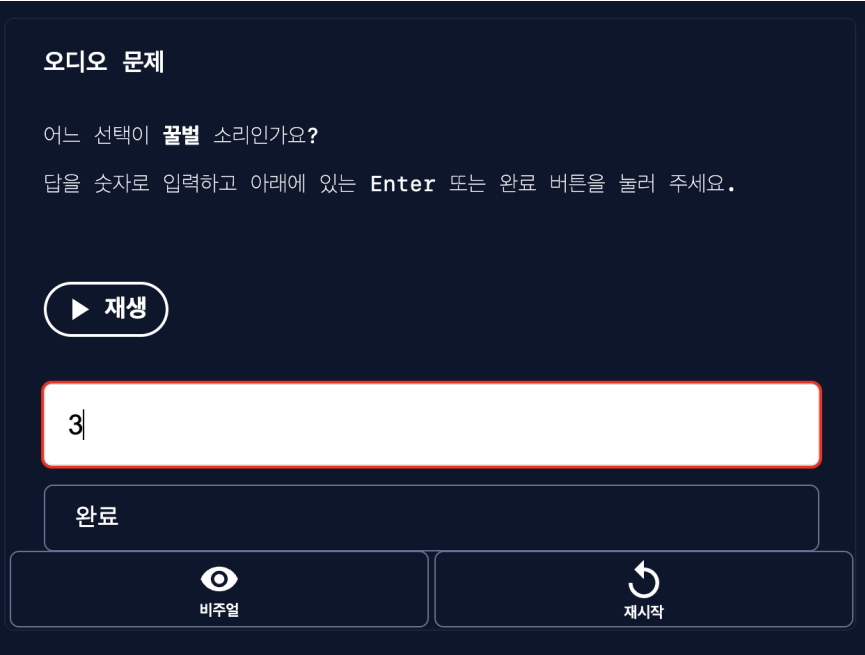 오디오 문제
어느 선택이 꿀벌 소리인가요?
답을 숫자로 입력하고 아래에 있는 Enter 또는 완료 버튼을 눌러 주세요.
재생
3
완료
비주얼
재시작